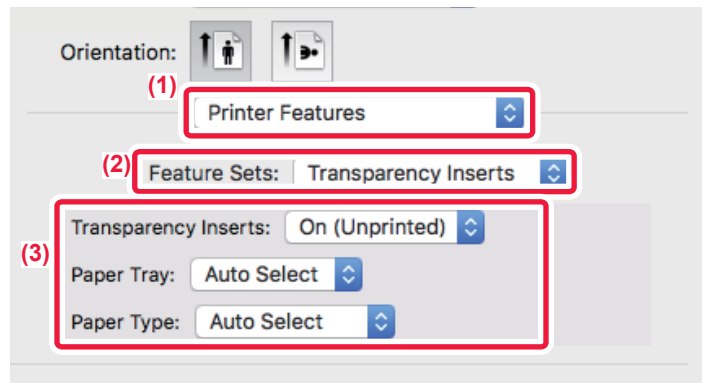 Orientation:
(1)
Printer Features
(2)
Feature Sets: Transparency Inserts
(3)
Transparency Inserts: On (Unprinted)
Paper Tray: Auto Select
Paper Type: Auto Select